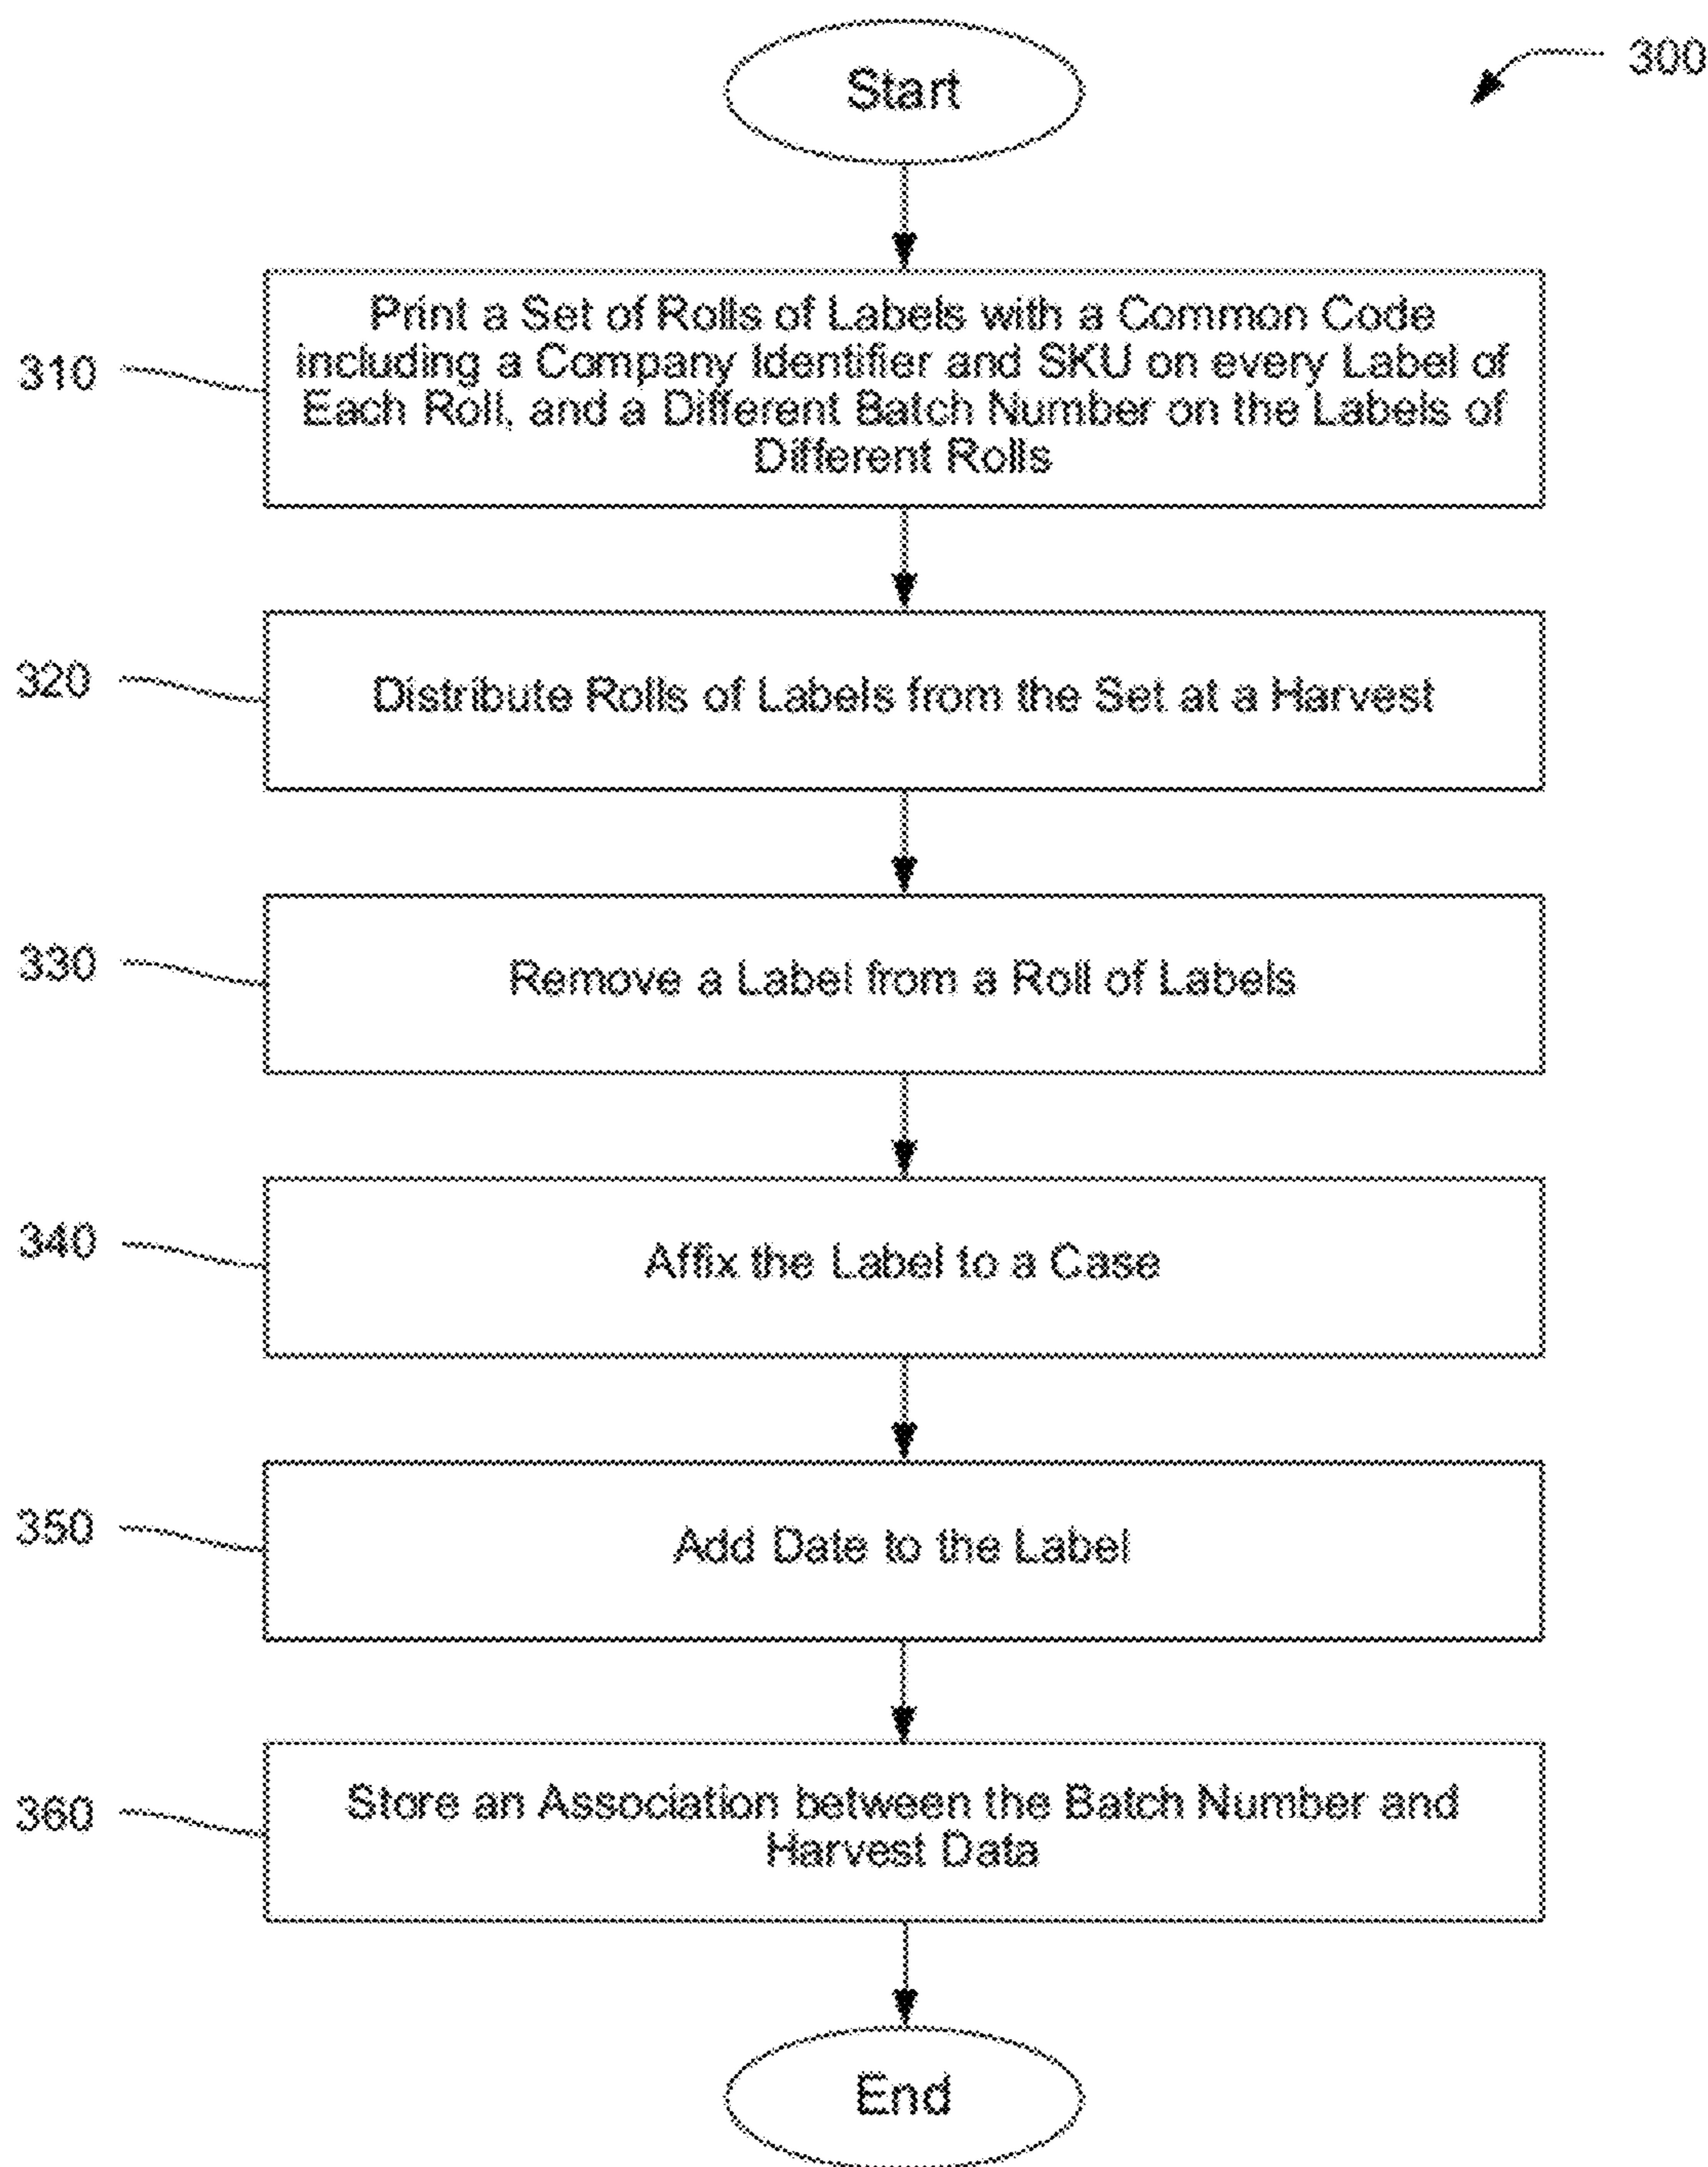 Start
300
310
Print a Set of Rolls of Labels with a Common Code
including a Company Identifier and SKU on every Label of
Each Roll, and a Different Batch Number on the Labels of
Different Rolls
320
Distribute Rolls of Labels from the Set at a Harvest
330
Remove a Label from a Roll of Labels
340
Affix the Label to a Case
350
Add Date to the Label
360
Store an Association between the Batch Number and
Harvest Data
End